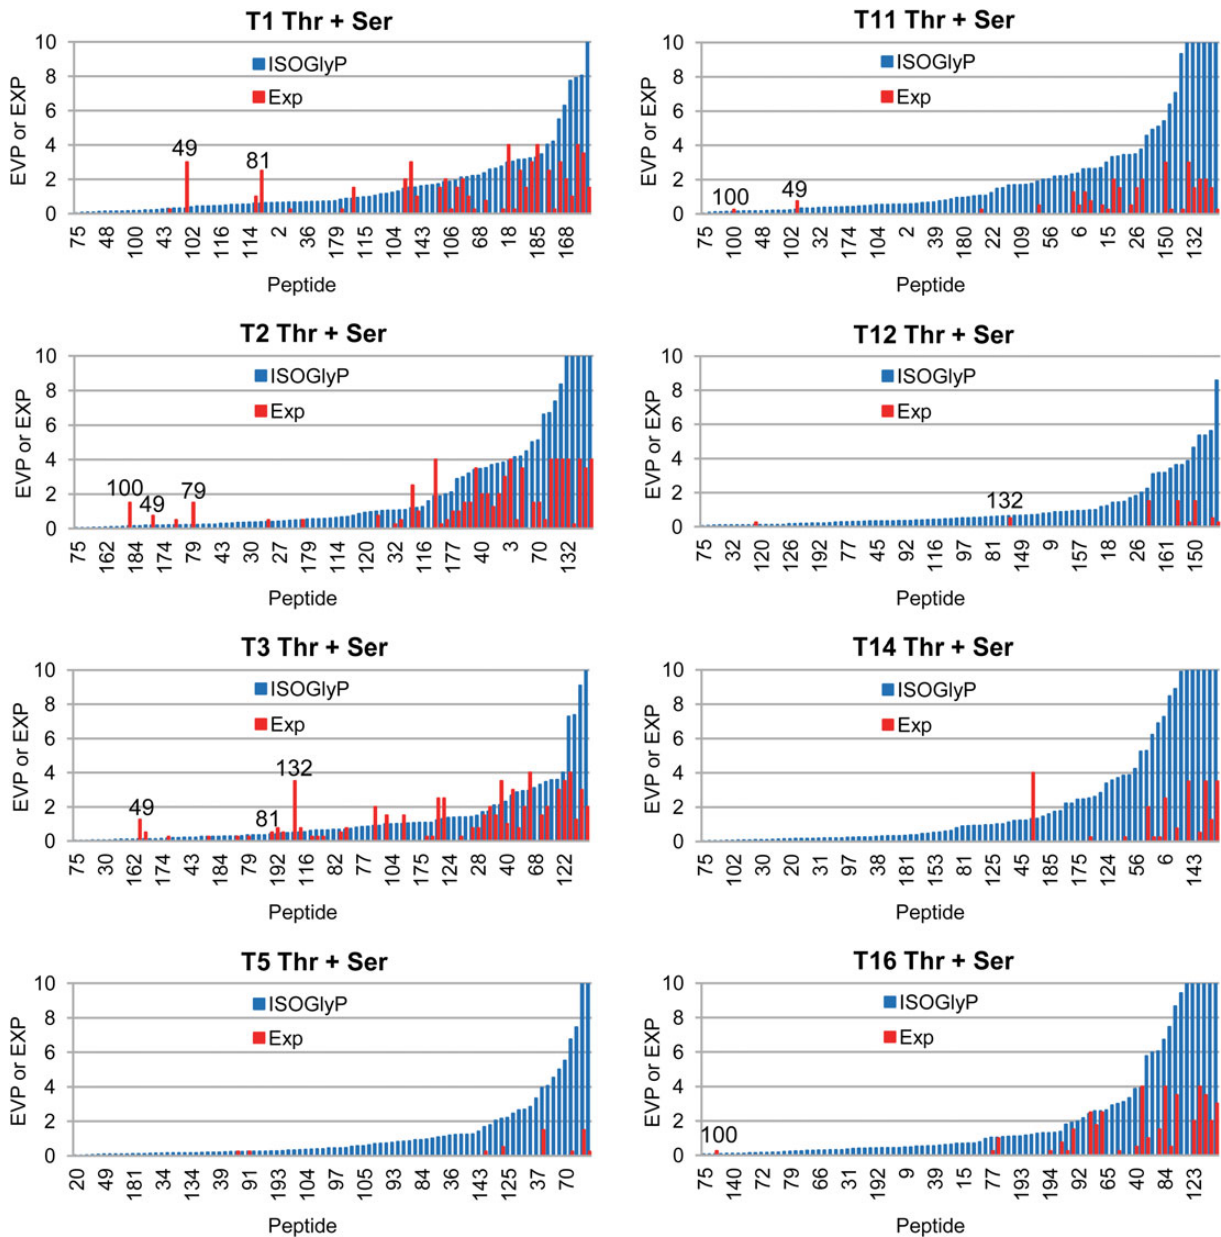 T1 Thr + Ser
EVP or EXP
10
8
6
4
2
0
ISOGlyP
Exp
49
81
75 48 100 43 102 116 114 2 36 179 115 104 143 106 68 18 185 168
Peptide
T11 Thr + Ser
EVP or EXP
10
8
6
4
2
0
ISOGlyP
Exp
100
49
75 100 48 102 32 174 104 2 39 180 22 109 56 6 15 26 150 132
Peptide
T2 Thr + Ser
EVP or EXP
10
8
6
4
2
0
ISOGlyP
Exp
100
49
79
75 162 184 174 79 43 30 27 179 114 120 32 116 177 40 3 70 132
Peptide
T12 Thr + Ser
EVP or EXP
10
8
6
4
2
0
ISOGlyP
Exp
132
75 32 120 126 192 77 45 92 116 97 81 149 9 157 18 26 161 150
Peptide
T3 Thr + Ser
EVP or EXP
10
8
6
4
2
0
ISOGlyP
Exp
49
81
132
75 30 162 174 43 184 79 192 116 82 77 104 175 124 28 40 68 122
Peptide
T14 Thr + Ser
EVP or EXP
10
8
6
4
2
0
ISOGlyP
Exp
75 102 30 20 31 97 38 181 153 81 125 45 185 175 124 56 6 143
Peptide
T5 Thr + Ser
EVP or EXP
10
8
6
4
2
0
ISOGlyP
Exp
20 49 181 34 134 39 91 193 104 97 105 93 84 36 143 125 37 70
Peptide
T16 Thr + Ser
EVP or EXP
10
8
6
4
2
0
ISOGlyP
Exp
100
75 140 72 79 66 31 192 9 109 15 77 193 194 92 65 40 84 123
Peptide